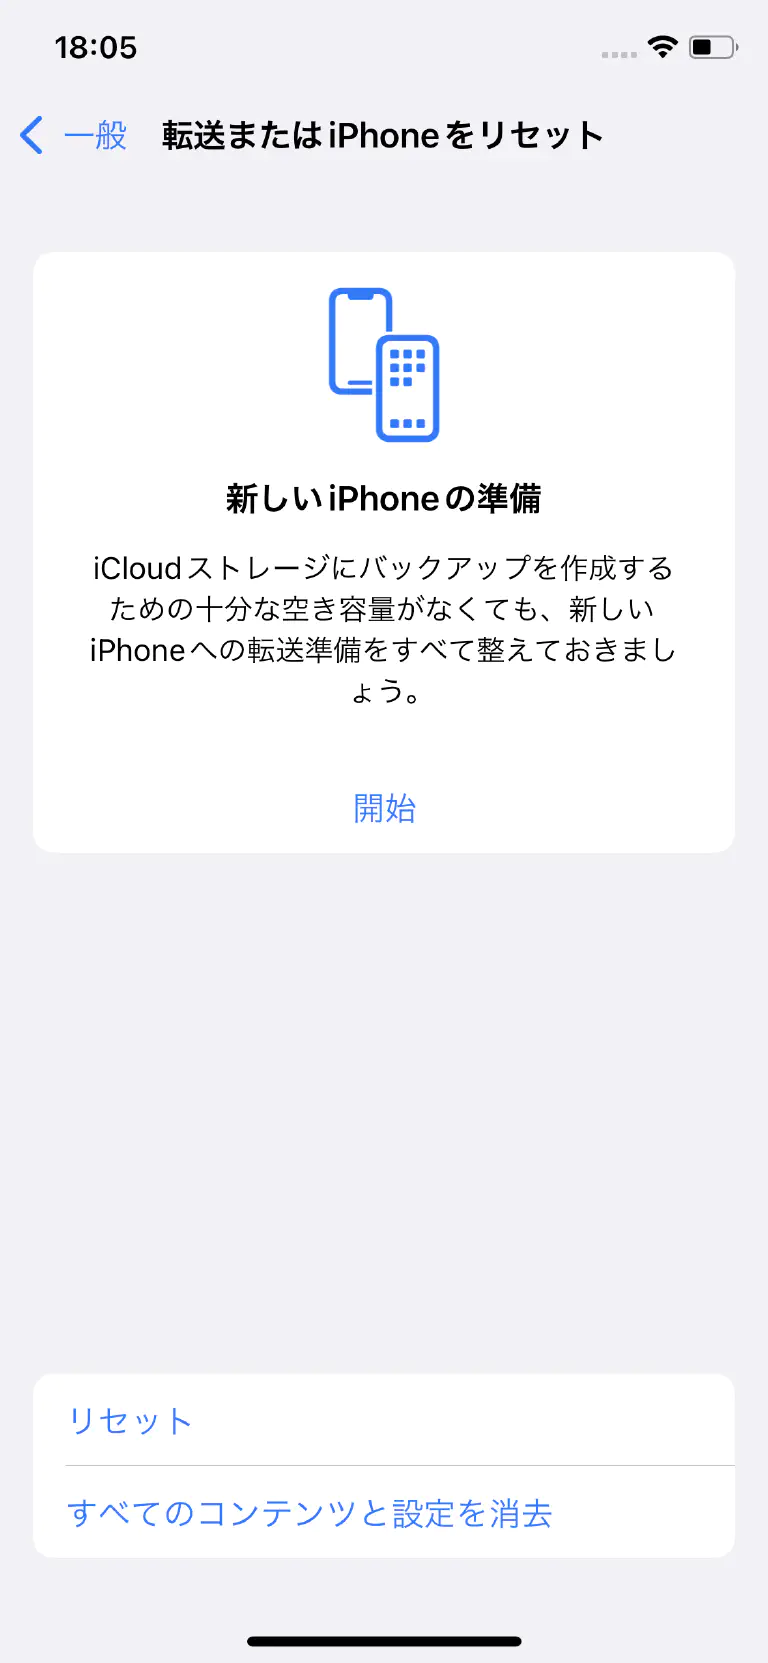 18:05
一般 転送またはiPhoneをリセット
新しいiPhoneの準備
iCloudストレージにバックアップを作成する
ための十分な空き容量がなくても、新しい
iPhoneへの転送準備をすべて整えておきまし
ょう。
開始
リセット
すべてのコンテンツと設定を消去